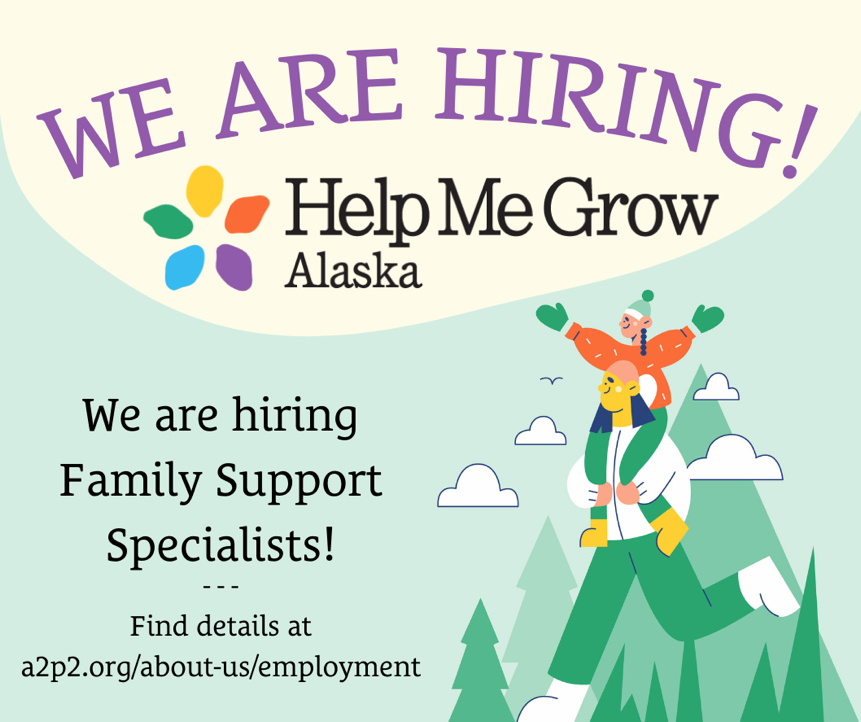 WE ARE HIRING!
Help Me Grow
Alaska
We are hiring
Family Support
Specialists!
---
Find details at
a2p2.org/about-us/employment